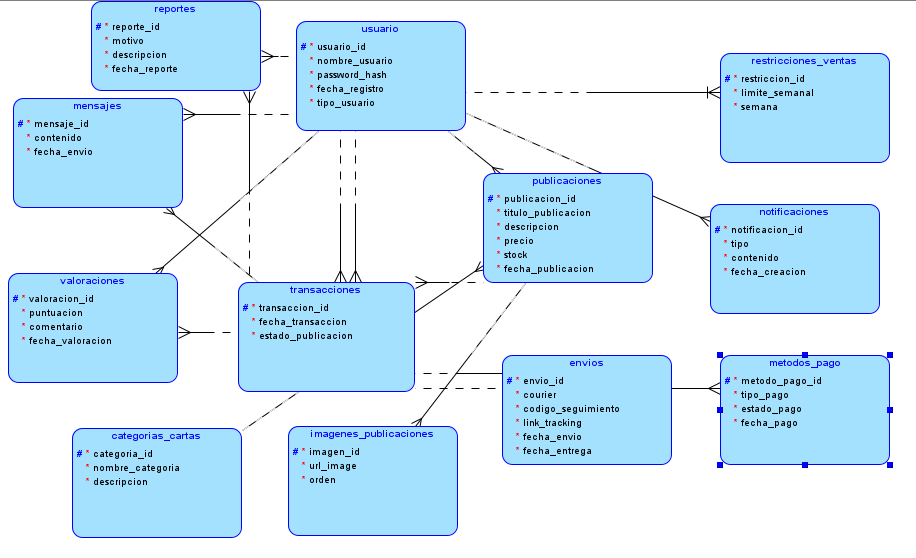 reportes
# * reporte_id
* motivo
* descripcion
* fecha_reporte
usuario
# * usuario_id
* nombre_usuario
* password_hash
* fecha_registro
* tipo_usuario
restricciones_ventas
# * restriccion_id
* limite_semanal
* semana
mensajes
# * mensaje_id
* contenido
* fecha_envio
publicaciones
# * publicacion_id
* titulo_publicacion
* descripcion
* precio
* stock
* fecha_publicacion
notificaciones
# * notificacion_id
* tipo
* contenido
* fecha_creacion
valoraciones
# * valoracion_id
* puntuacion
* comentario
* fecha_valoracion
transacciones
# * transaccion_id
* fecha_transaccion
* estado_publicacion
envios
# * envio_id
* courier
* codigo_seguimiento
* link_tracking
* fecha_envio
* fecha_entrega
metodos_pago
# * metodo_pago_id
* tipo_pago
* estado_pago
* fecha_pago
categorias_cartas
# * categoria_id
* nombre_categoria
* descripcion
imagenes_publicaciones
# * imagen_id
* url_image
* orden